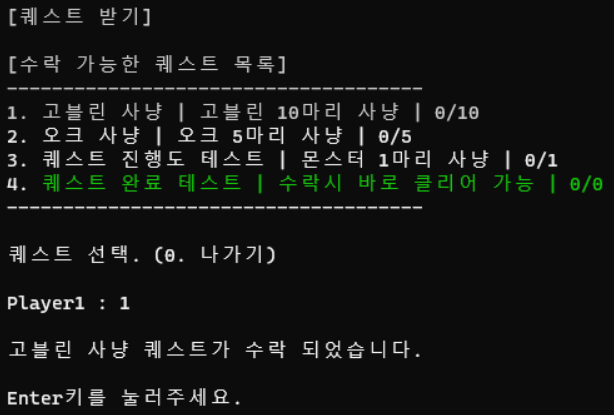 [퀘스트 받기]
[수락 가능한 퀘스트 목록]
-------------------------------------
1. 고블린 사냥 | 고블린 10마리 사냥 | 0/10
2. 오크 사냥 | 오크 5마리 사냥 | 0/5
3. 퀘스트 진행도 테스트 | 몬스터 1마리 사냥 | 0/1
4. 퀘스트 완료 테스트 | 수락시 바로 클리어 가능 | 0/0
-------------------------------------
퀘스트 선택. (0. 나가기)
Player1 : 1
고블린 사냥 퀘스트가 수락 되었습니다.
Enter키를 눌러주세요.